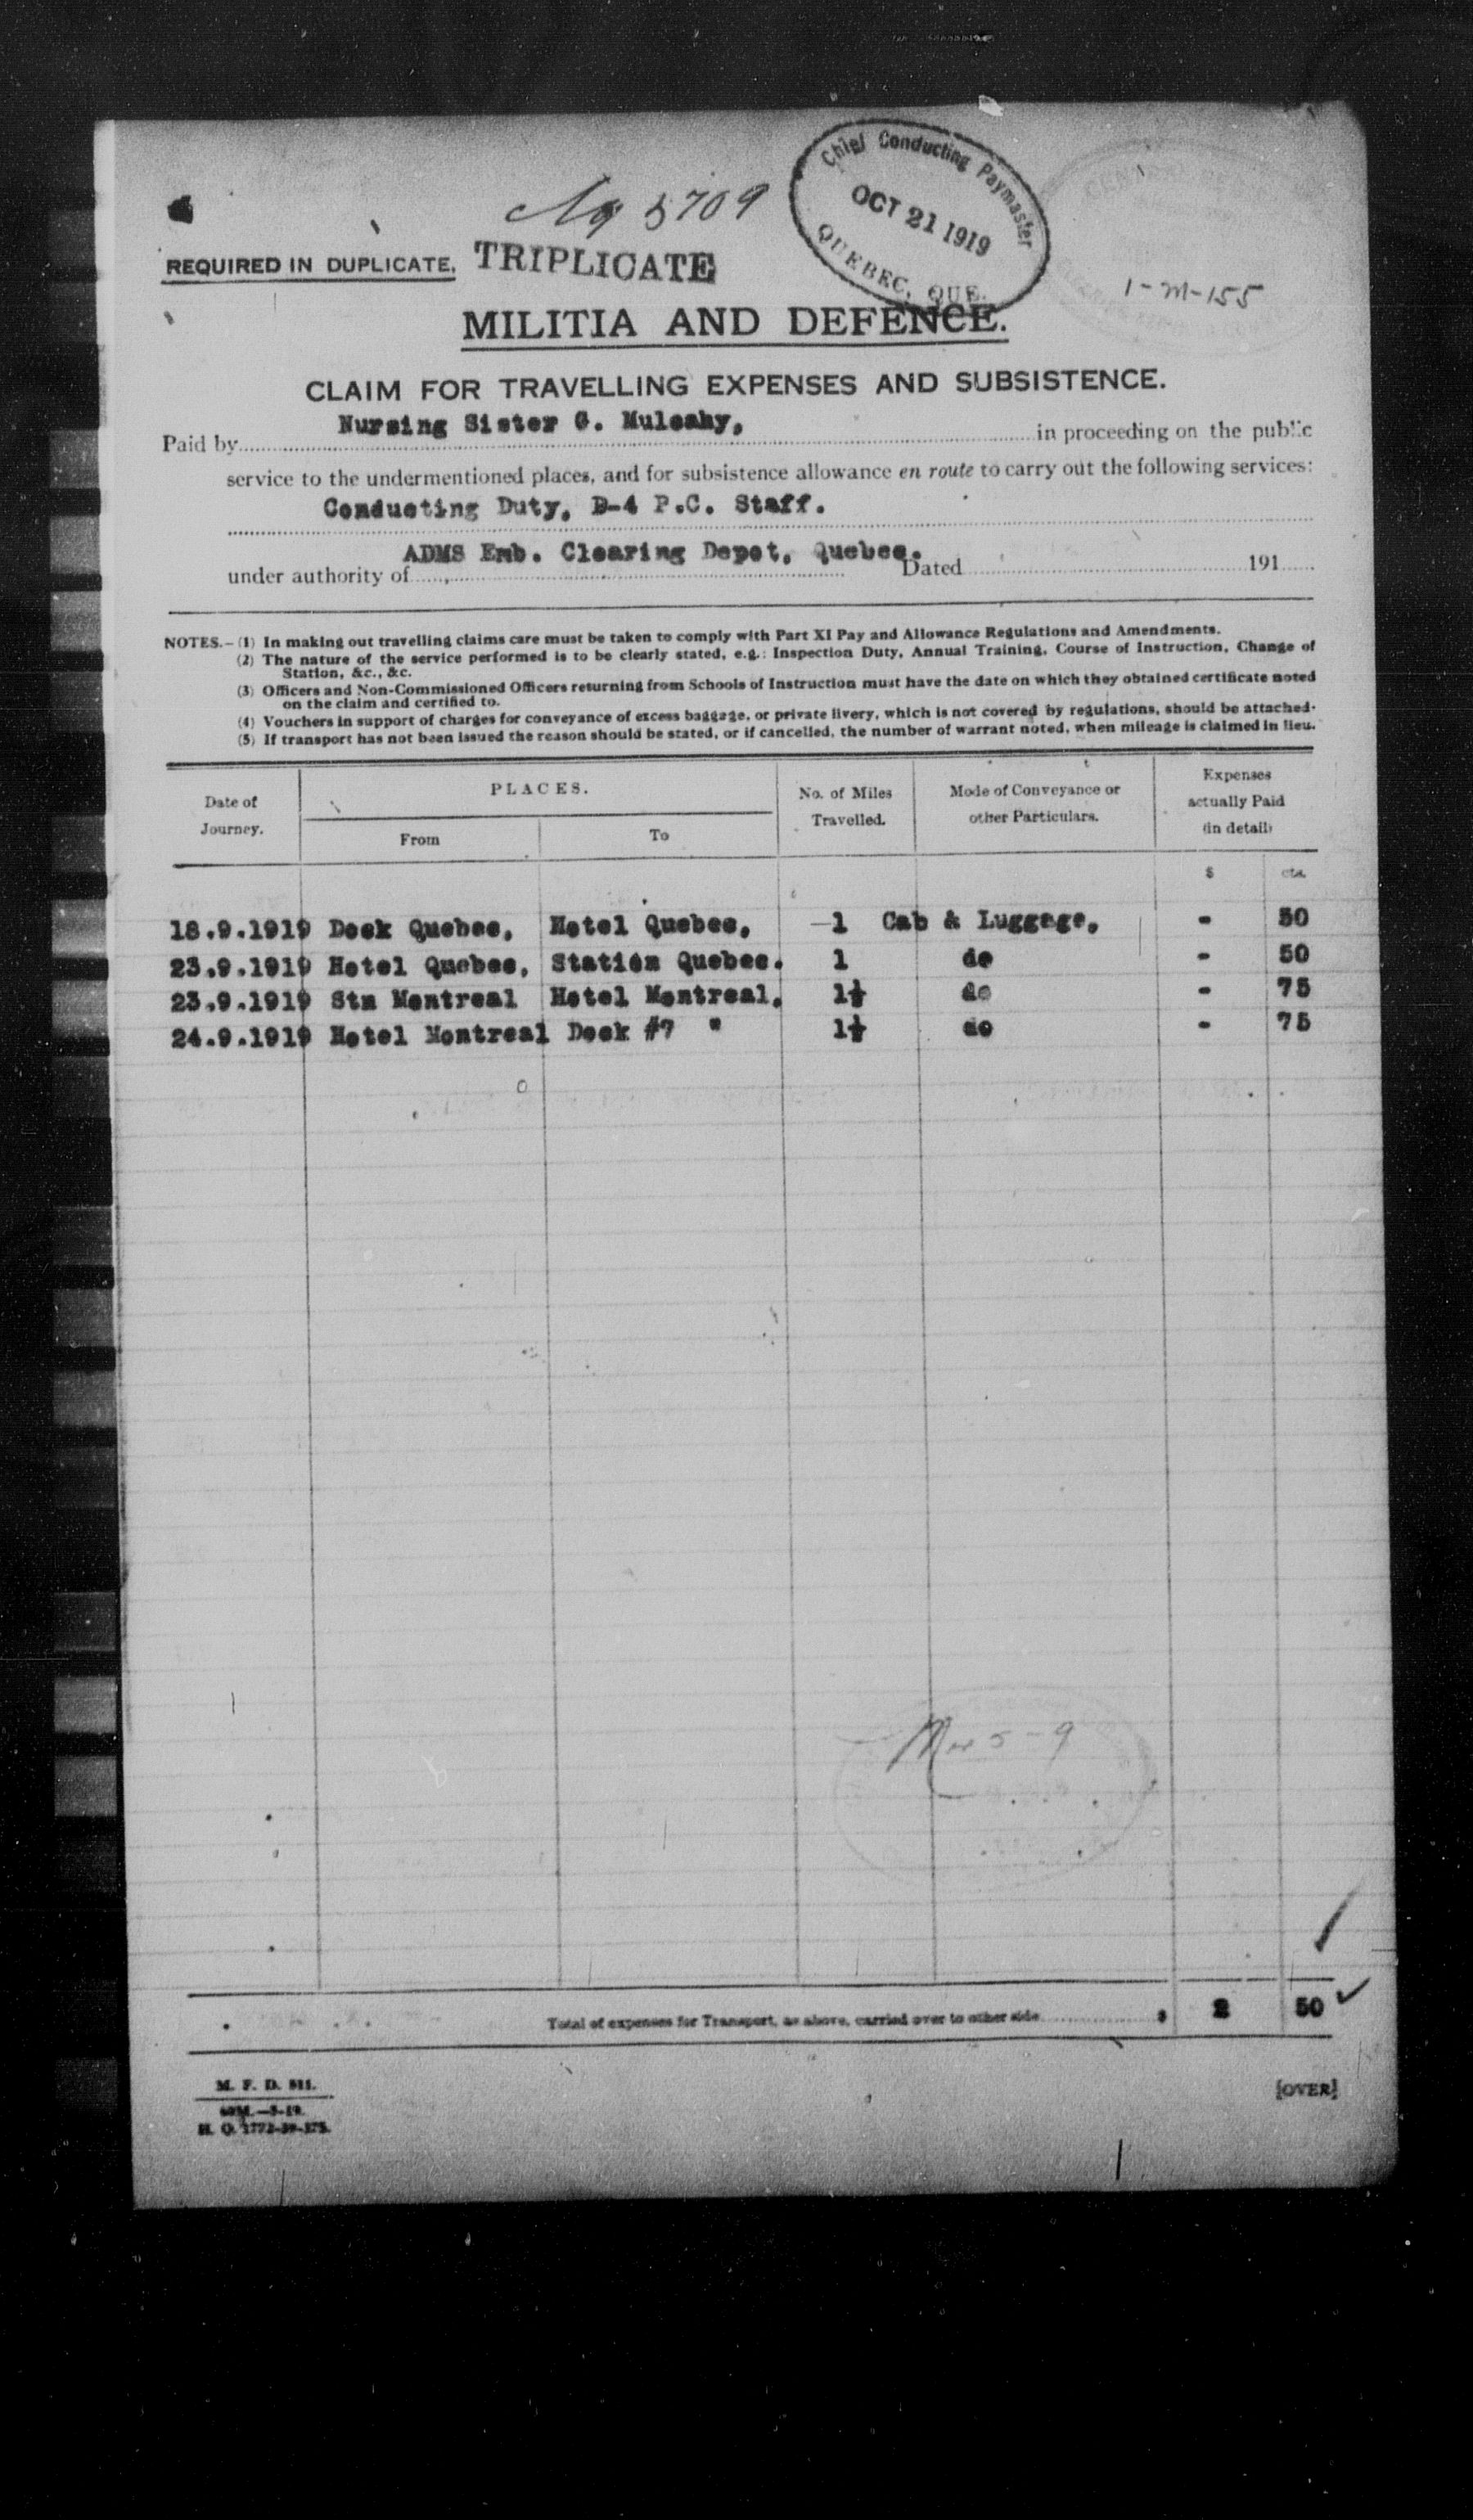 Chief Conducting Paymaster
OCT 21 1919
QUEBEC, QUE.
5709
REQUIRED IN DUPLICATE. TRIPLICATE
1-M-155
MILITIA AND DEFENCE.
CLAIM FOR TRAVELLING EXPENSES AND SUBSISTENCE.
Paid by Nursing Sister G. Mulcahy, in proceeding on the public
service to the undermentioned places, and for subsistence allowance en route to carry out the following services:
Conducting Duty, D-4 P.C. Staff.
under authority of ADMS Emb. Clearing Depot, Quebec. Dated 191
NOTES.—(1) In making out travelling claims care must be taken to comply with Part XI Pay and Allowance Regulations and Amendments.
(2) The nature of the service performed is to be clearly stated, e.g.: Inspection Duty, Annual Training, Course of Instruction, Change of
Station, &c., &c.
(3) Officers and Non-Commissioned Officers returning from Schools of Instruction must have the date on which they obtained certificate noted
on the claim and certified to.
(4) Vouchers in support of charges for conveyance of excess baggage, or private livery, which is not covered by regulations, should be attached.
(5) If transport has not been issued the reason should be stated, or if cancelled, the number of warrant noted, when mileage is claimed in lieu.
Date of Journey. PLACES. From To No. of Miles Travelled. Mode of Conveyance or other Particulars. Expenses actually Paid (in detail)
$ cts.
18.9.1919 Dock Quebec, Hotel Quebec, 1 Cab & Luggage, - 50
23.9.1919 Hotel Quebec, Station Quebec. 1 do - 50
23.9.1919 Stn Montreal Hotel Montreal. 1½ do - 75
24.9.1919 Hotel Montreal Dock #7 " 1½ do - 75
Total of expenses for Transport, as above, carried over to other side $ 2 50
M. F. D. 811.
[OVER]
H. Q. 1772-39-275.